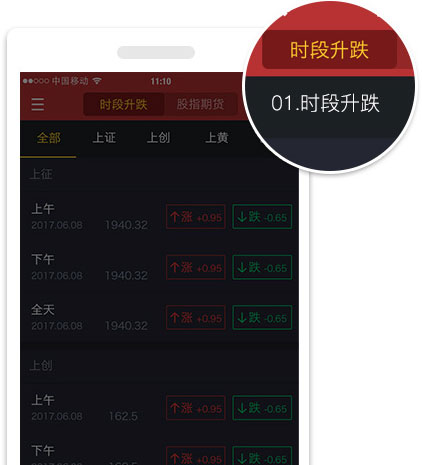 中国移动 11:10
时段升跌 股指期货
时段升跌
01.时段升跌
全部 上证 上创 上黄
上征
上午
2017.06.08 1940.32 涨 +0.95 跌 -0.65
下午
2017.06.08 1940.32 涨 +0.95 跌 -0.65
全天
2017.06.08 1940.32 涨 +0.95 跌 -0.65
上创
上午
2017.06.08 162.5 涨 +0.95 跌 -0.65
下午
涨 +0.95 跌 -0.65